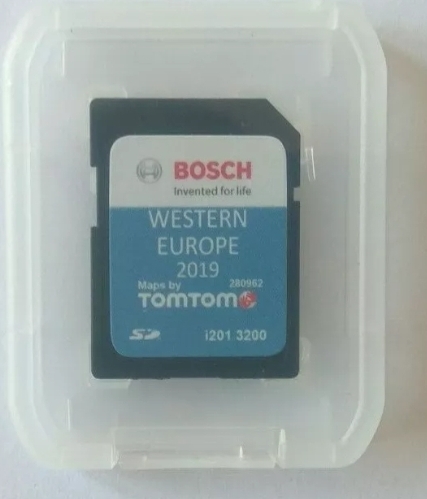 BOSCH
Invented for life
WESTERN
EUROPE
2019
Maps by 280962
TOMTOM
SD i201 3200